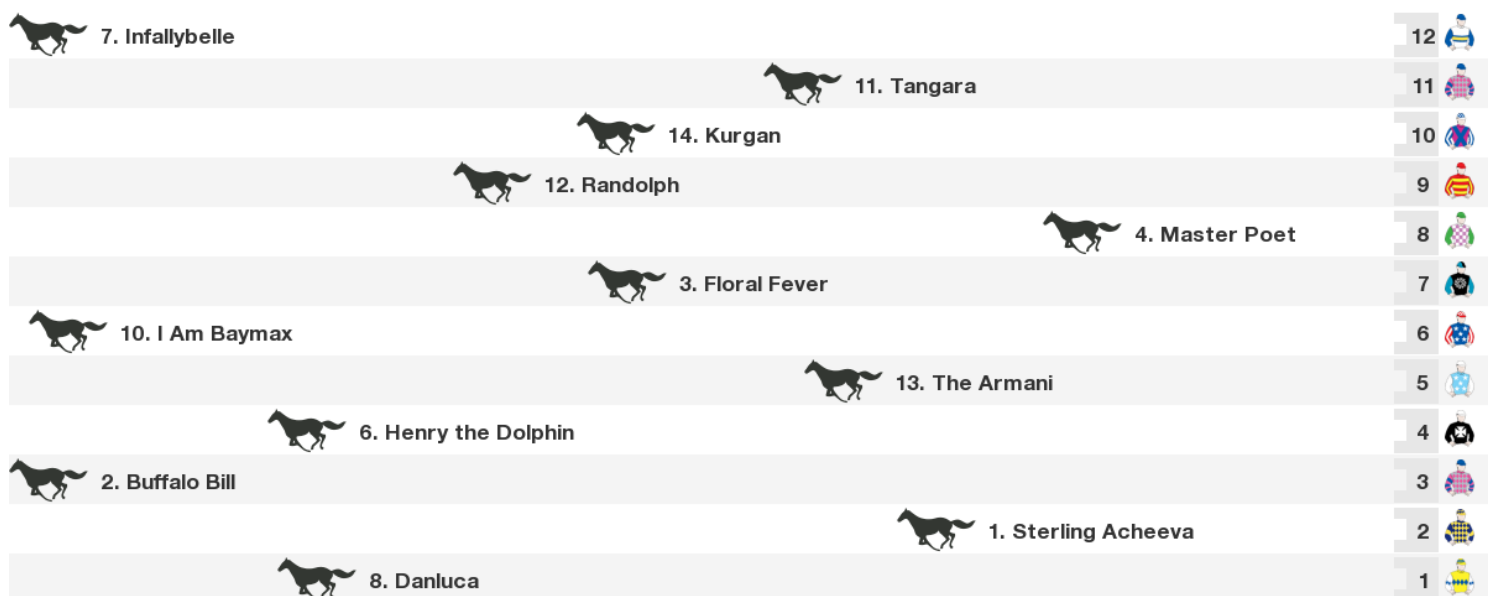 7. Infallybelle 12
11. Tangara 11
14. Kurgan 10
12. Randolph 9
4. Master Poet 8
3. Floral Fever 7
10. I Am Baymax 6
13. The Armani 5
6. Henry the Dolphin 4
2. Buffalo Bill 3
1. Sterling Acheeva 2
8. Danluca 1